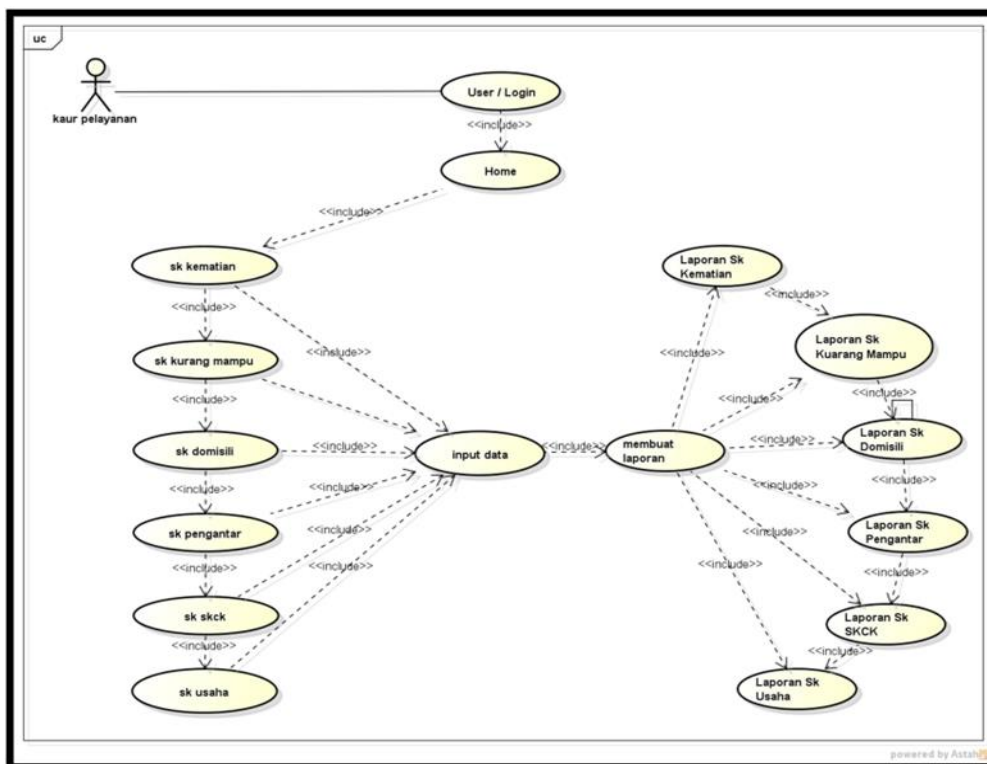 uc
kaur pelayanan
User / Login
<<include>>
Home
<<include>>
sk kematian
Laporan Sk
Kematian
<<include>>
<<include>>
sk kurang mampu
<<include>>
<<include>>
Laporan Sk
Kuarang Mampu
<<include>>
<<include>>
<<include>>
sk domisili
<<include>>
input data
<<include>>
membuat
laporan
<<include>>
Laporan Sk
Domisili
<<include>>
<<include>>
<<include>>
<<include>>
sk pengantar
<<include>>
<<include>>
Laporan Sk
Pengantar
<<include>>
<<include>>
<<include>>
sk skck
Laporan Sk
SKCK
<<include>>
<<include>>
<<include>>
sk usaha
Laporan Sk
Usaha
powered by Astah